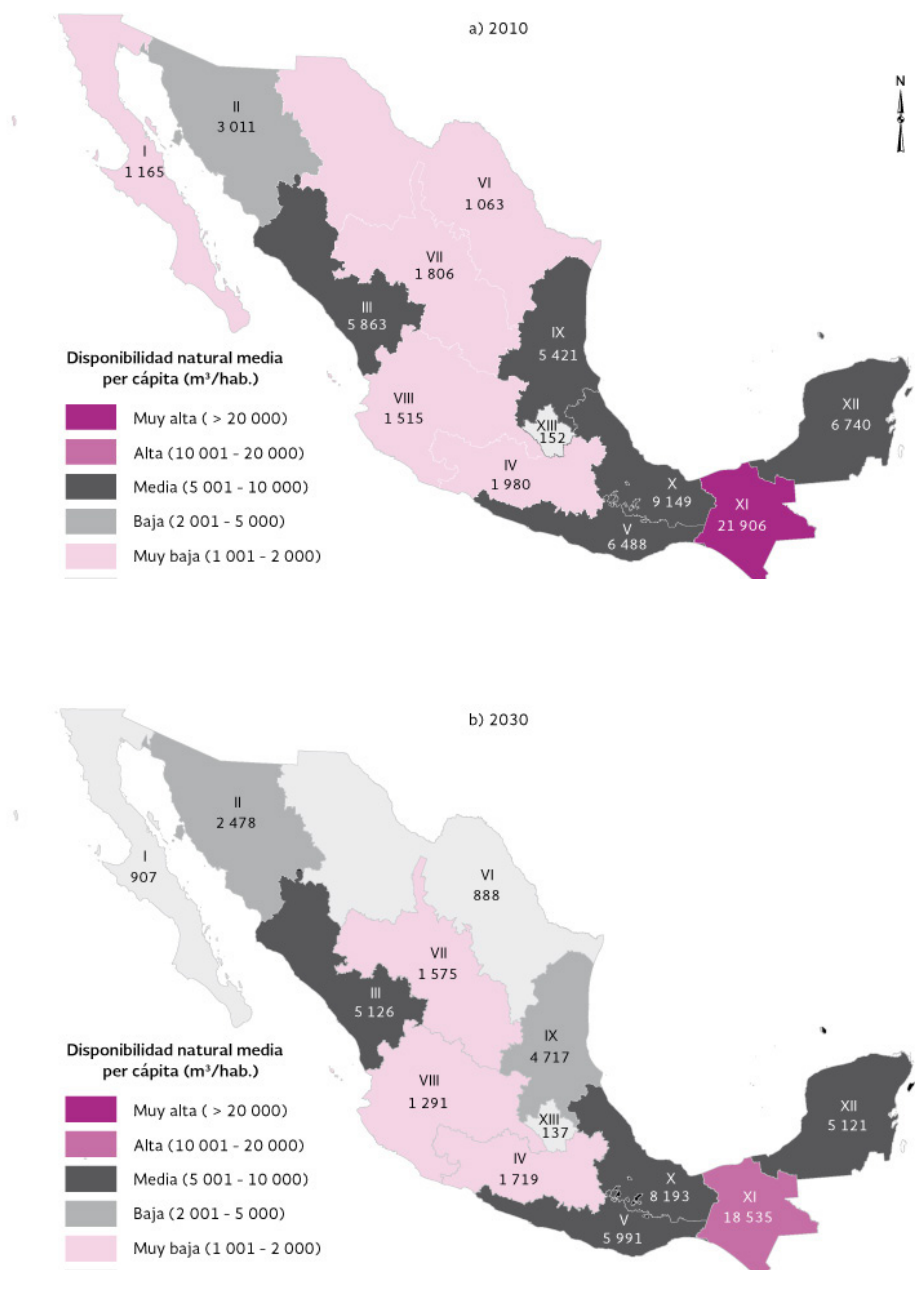 a) 2010
N
II
3 011
I
1 165
VI
1 063
VII
1 806
III
5 863
IX
5 421
Disponibilidad natural media
per cápita (m³/hab.)
Muy alta ( > 20 000)
Alta (10 001 - 20 000)
Media (5 001 - 10 000)
Baja (2 001 - 5 000)
Muy baja (1 001 - 2 000)
VIII
1 515
XIII
152
XII
6 740
IV
1 980
X
9 149
XI
21 906
V
6 488
b) 2030
II
2 478
I
907
VI
888
VII
1 575
III
5 126
IX
4 717
Disponibilidad natural media
per cápita (m³/hab.)
Muy alta ( > 20 000)
Alta (10 001 - 20 000)
Media (5 001 - 10 000)
Baja (2 001 - 5 000)
Muy baja (1 001 - 2 000)
VIII
1 291
XIII
137
XII
5 121
IV
1 719
X
8 193
XI
18 535
V
5 991